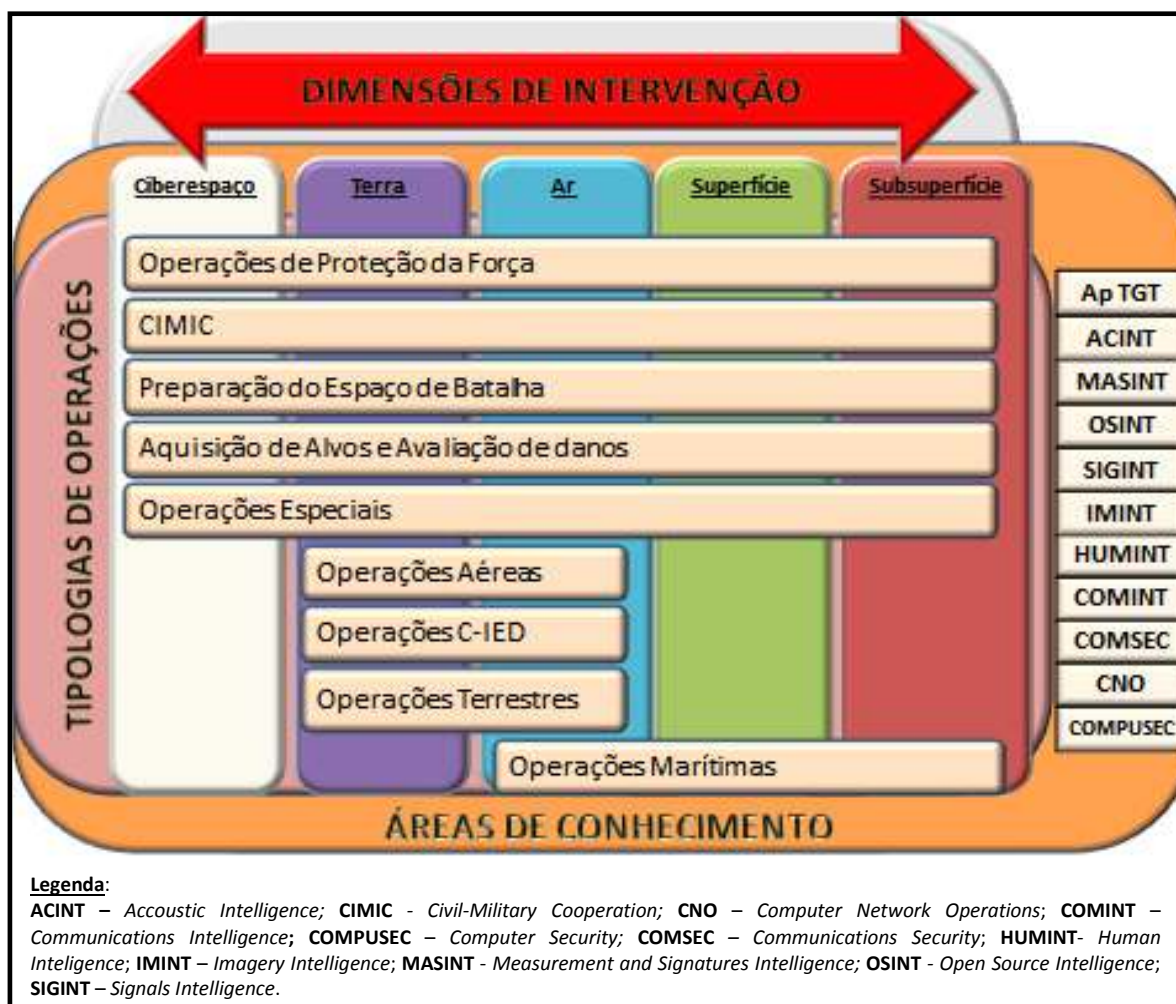 DIMENSÕES DE INTERVENÇÃO
Ciberespaço
Terra
Ar
Superfície
Subsuperfície
TIPOLOGIAS DE OPERAÇÕES
Operações de Proteção da Força
CIMIC
Preparação do Espaço de Batalha
Aquisição de Alvos e Avaliação de danos
Operações Especiais
Operações Aéreas
Operações C-IED
Operações Terrestres
Operações Marítimas
Ap TGT
ACINT
MASINT
OSINT
SIGINT
IMINT
HUMINT
COMINT
COMSEC
CNO
COMPUSEC
ÁREAS DE CONHECIMENTO
Legenda:
ACINT – Accoustic Intelligence; CIMIC - Civil-Military Cooperation; CNO – Computer Network Operations; COMINT –
Communications Intelligence; COMPUSEC – Computer Security; COMSEC – Communications Security; HUMINT- Human
Inteligence; IMINT – Imagery Intelligence; MASINT - Measurement and Signatures Intelligence; OSINT - Open Source Intelligence;
SIGINT – Signals Intelligence.